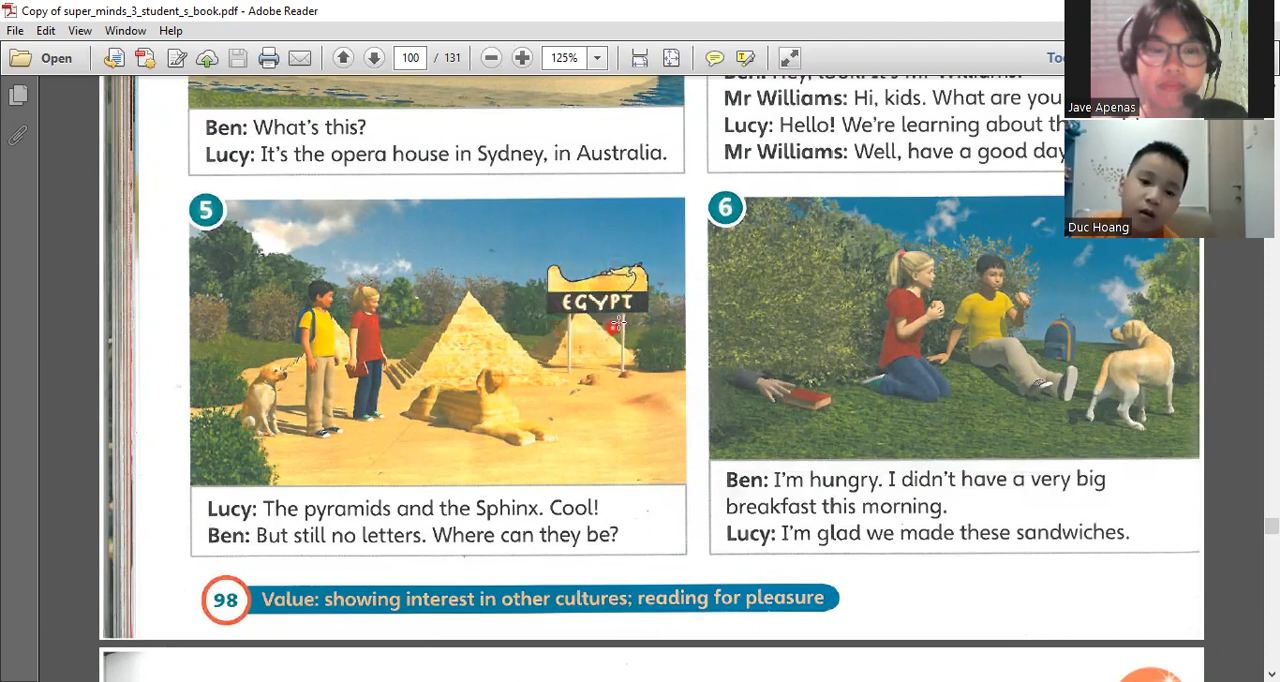 Copy of super_minds_3_student_s_book.pdf - Adobe Reader
File Edit View Window Help
Open 100 / 131 125%
Jave Apenas
Duc Hoang
Ben: What's this?
Lucy: It's the opera house in Sydney, in Australia.
Mr Williams: Hi, kids. What are you
Lucy: Hello! We're learning about
Mr Williams: Well, have a good day
5
EGYPT
Lucy: The pyramids and the Sphinx. Cool!
Ben: But still no letters. Where can they be?
6
Ben: I'm hungry. I didn't have a very big
breakfast this morning.
Lucy: I'm glad we made these sandwiches.
98 Value: showing interest in other cultures; reading for pleasure